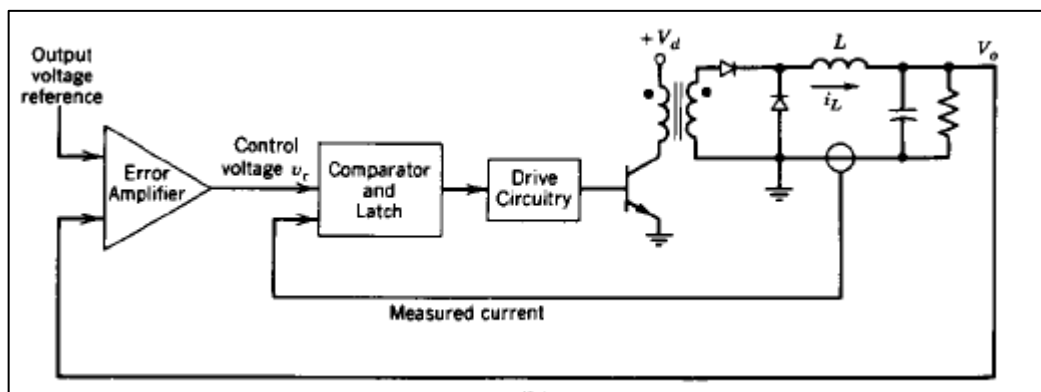 Output
voltage
reference
Error
Amplifier
Control
voltage v_c
Comparator
and
Latch
Drive
Circuitry
+ V_d
L
i_L
V_o
Measured current